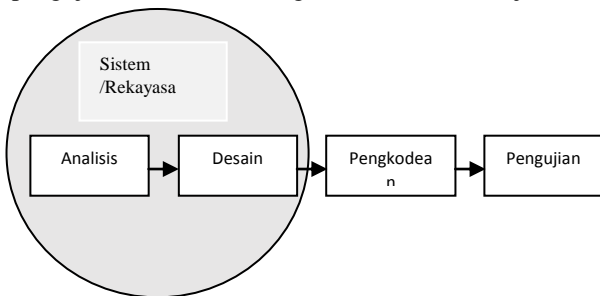 Sistem
/Rekayasa
Analisis
Desain
Pengkodea
n
Pengujian